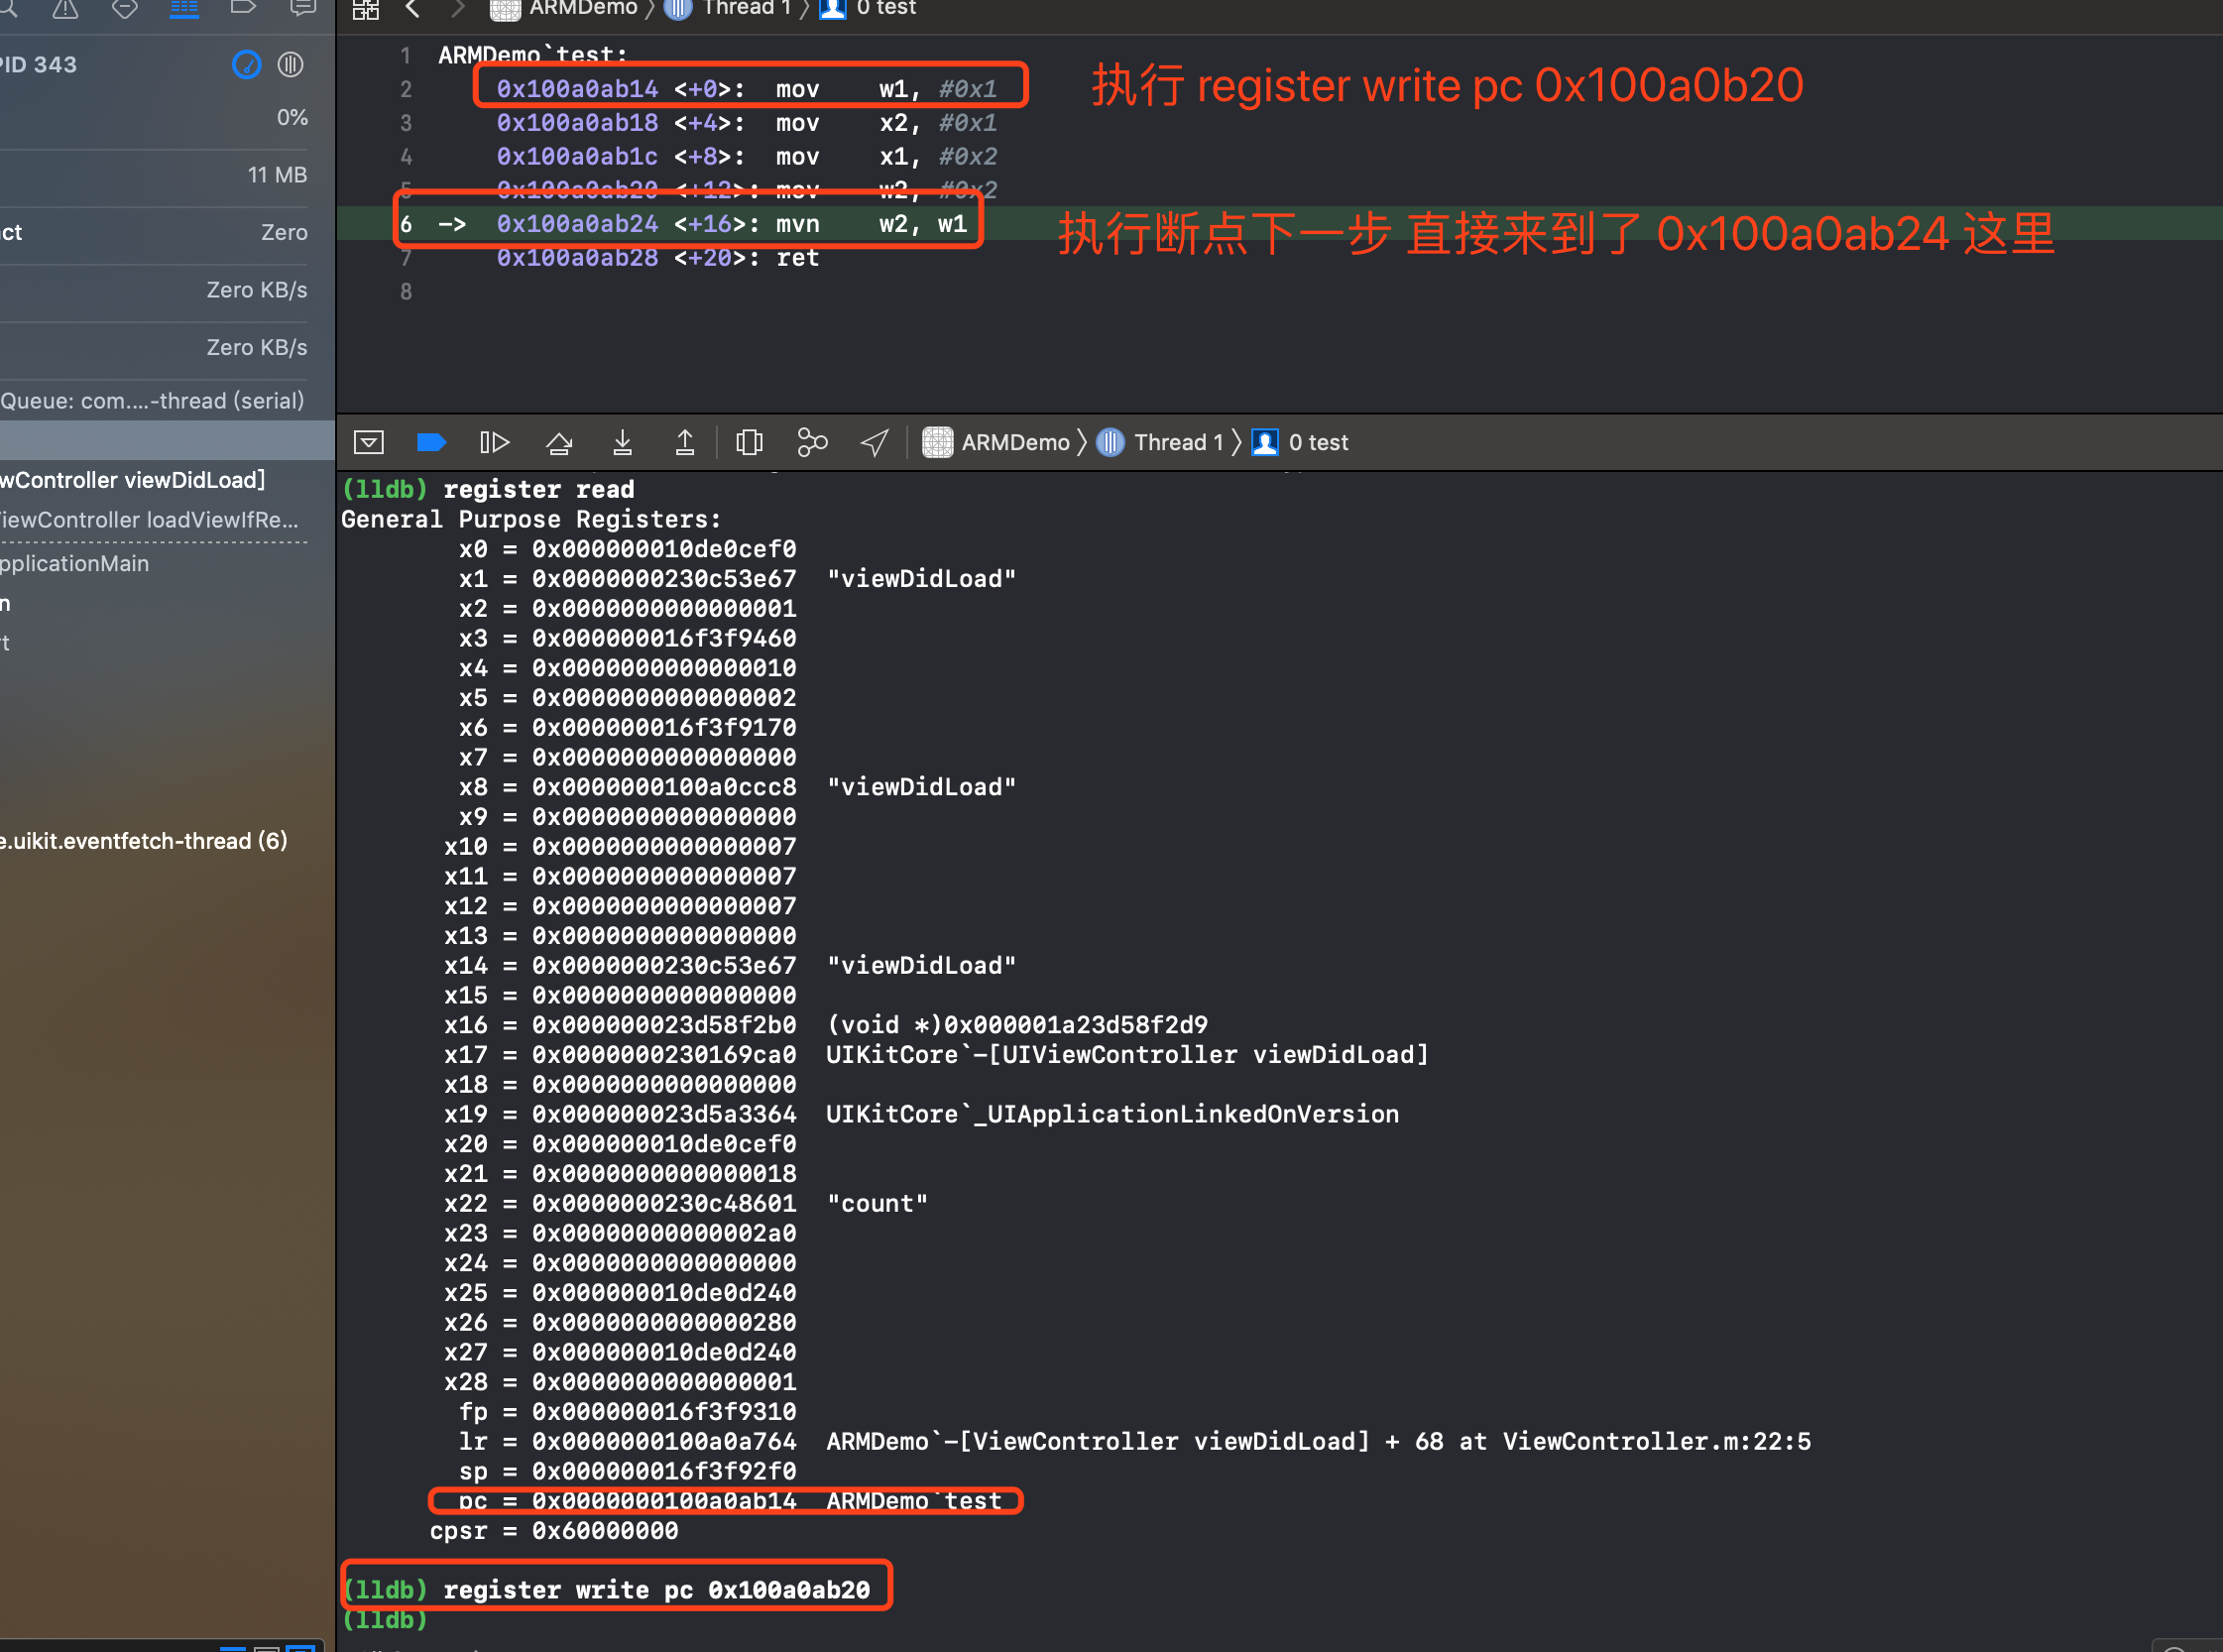 ARMDemo 〉 Thread 1 〉 0 test
PID 343
0%
11 MB
Zero
Zero KB/s
Zero KB/s
Queue: com....-thread (serial)
wController viewDidLoad]
ViewController loadViewIfRe...
pplicationMain
n
t
e.uikit.eventfetch-thread (6)
1 ARMDemo`test:
2 0x100a0ab14 <+0>: mov w1, #0x1
执行 register write pc 0x100a0b20
3 0x100a0ab18 <+4>: mov x2, #0x1
4 0x100a0ab1c <+8>: mov x1, #0x2
5 0x100a0ab20 <+12>: mov w2, #0x2
6 -> 0x100a0ab24 <+16>: mvn w2, w1
执行断点下一步 直接来到了 0x100a0ab24 这里
7 0x100a0ab28 <+20>: ret
8
ARMDemo 〉 Thread 1 〉 0 test
(lldb) register read
General Purpose Registers:
x0 = 0x000000010de0cef0
x1 = 0x0000000230c53e67 "viewDidLoad"
x2 = 0x0000000000000001
x3 = 0x000000016f3f9460
x4 = 0x0000000000000010
x5 = 0x0000000000000002
x6 = 0x000000016f3f9170
x7 = 0x0000000000000000
x8 = 0x0000000100a0ccc8 "viewDidLoad"
x9 = 0x0000000000000000
x10 = 0x0000000000000007
x11 = 0x0000000000000007
x12 = 0x0000000000000007
x13 = 0x0000000000000000
x14 = 0x0000000230c53e67 "viewDidLoad"
x15 = 0x0000000000000000
x16 = 0x000000023d58f2b0 (void *)0x000001a23d58f2d9
x17 = 0x0000000230169ca0 UIKitCore`-[UIViewController viewDidLoad]
x18 = 0x0000000000000000
x19 = 0x000000023d5a3364 UIKitCore`_UIApplicationLinkedOnVersion
x20 = 0x000000010de0cef0
x21 = 0x0000000000000018
x22 = 0x0000000230c48601 "count"
x23 = 0x00000000000002a0
x24 = 0x0000000000000000
x25 = 0x000000010de0d240
x26 = 0x0000000000000280
x27 = 0x000000010de0d240
x28 = 0x0000000000000001
fp = 0x000000016f3f9310
lr = 0x0000000100a0a764 ARMDemo`-[ViewController viewDidLoad] + 68 at ViewController.m:22:5
sp = 0x000000016f3f92f0
pc = 0x0000000100a0ab14 ARMDemo`test
cpsr = 0x60000000
(lldb) register write pc 0x100a0ab20
(lldb)